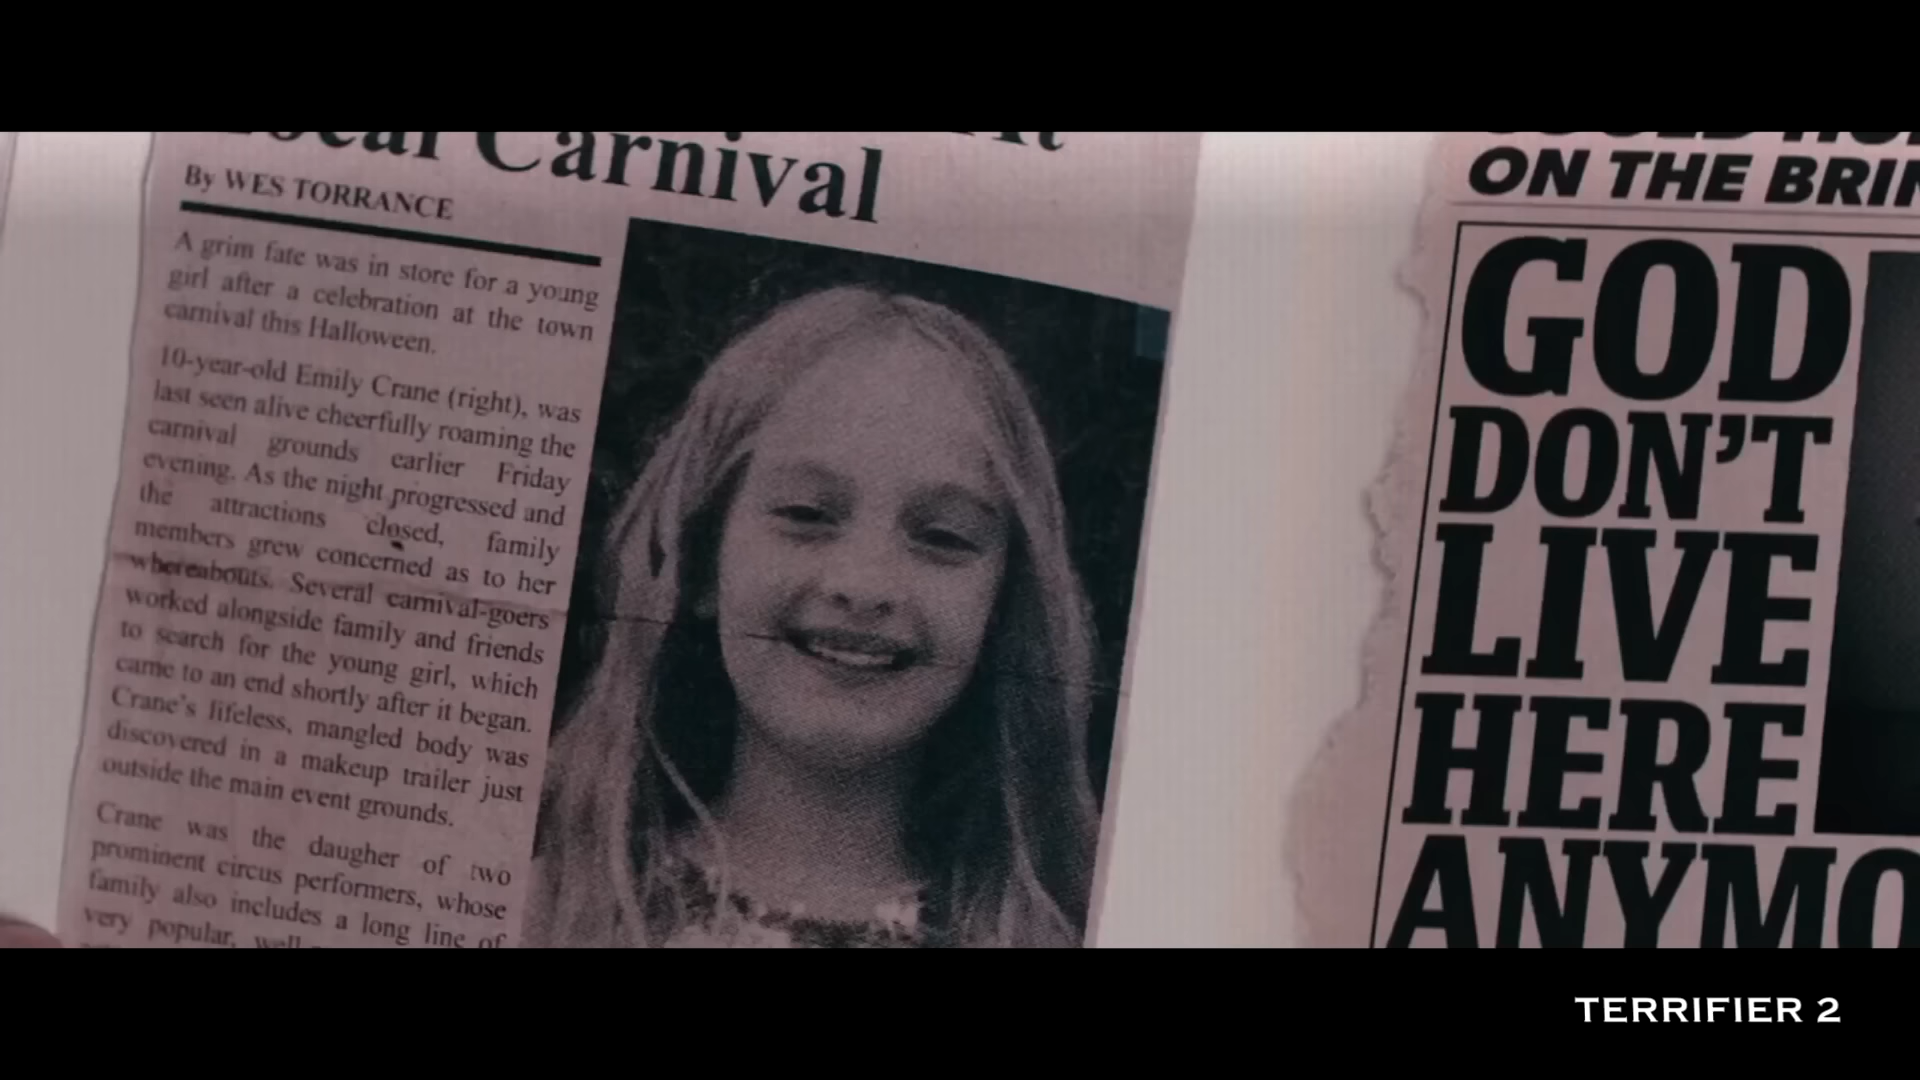 Local Carnival
By WES TORRANCE
A grim fate was in store for a young
girl after a celebration at the town
carnival this Halloween.
10-year-old Emily Crane (right), was
last seen alive cheerfully roaming the
carnival grounds earlier Friday
evening. As the night progressed and
the attractions closed, family
members grew concerned as to her
whereabouts. Several carnival-goers
worked alongside family and friends
to search for the young girl, which
came to an end shortly after it began.
Crane's lifeless, mangled body was
discovered in a makeup trailer just
outside the main event grounds.
Crane was the daugher of two
prominent circus performers, whose
family also includes a long line of
very popular, well
ON THE BRIN
GOD
DON'T
LIVE
HERE
ANYMO
TERRIFIER 2